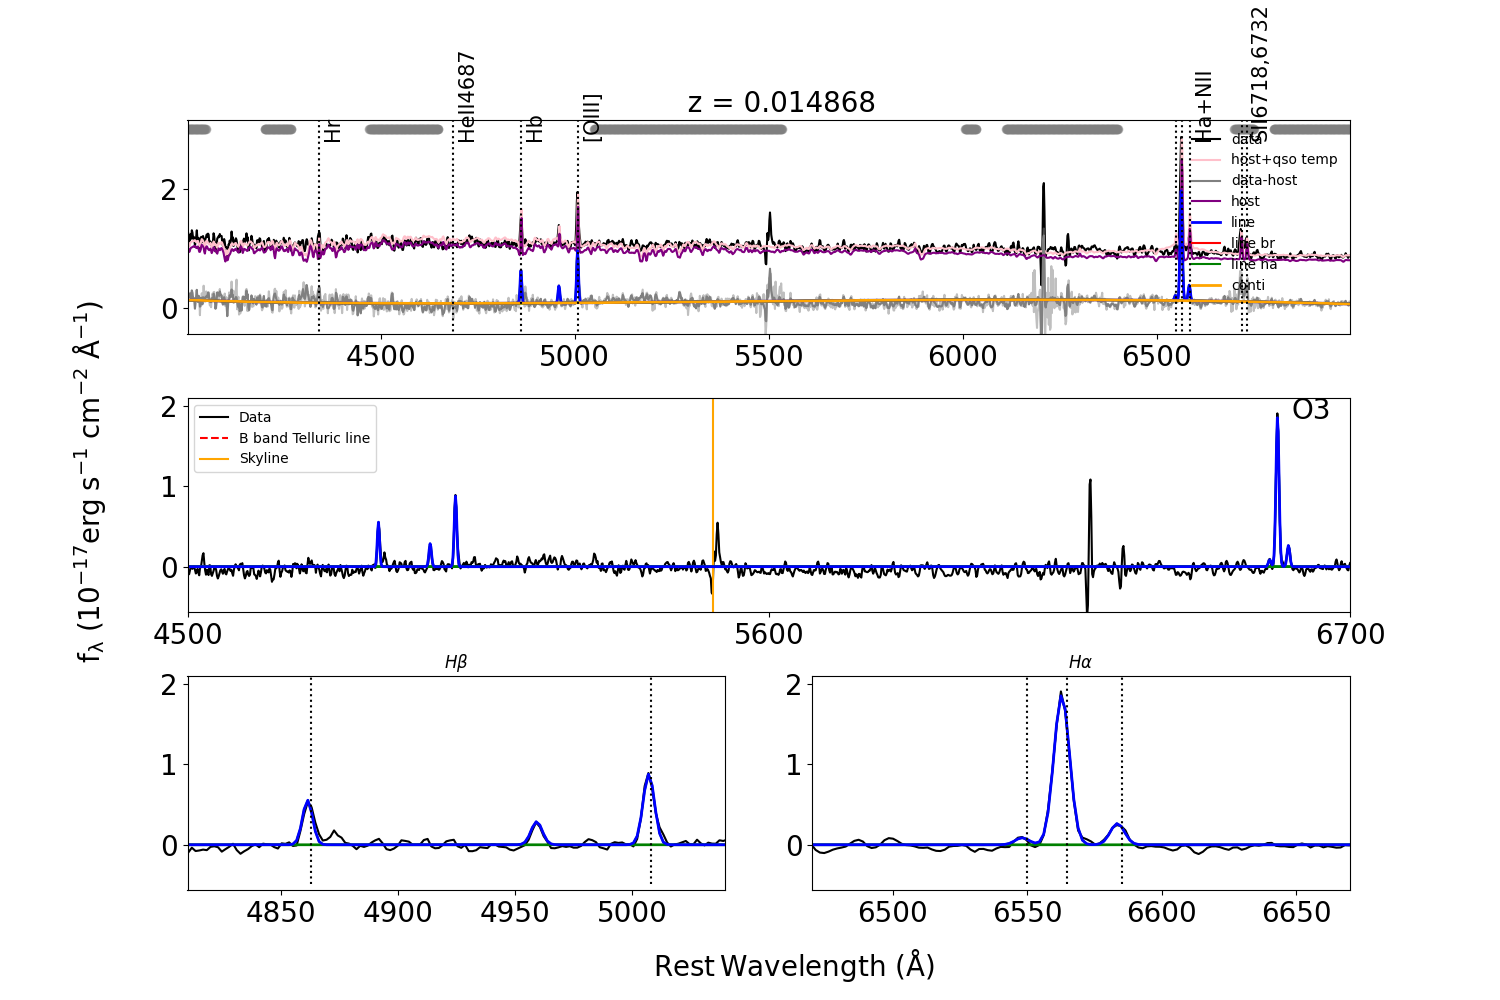 z = 0.014868
Hr
HeII4687
Hb
[OIII]
Ha+NII
SII6718,6732
data
host+qso temp
data-host
host
line
line br
line na
conti
2
0
4500 5000 5500 6000 6500
f_λ (10⁻¹⁷erg s⁻¹ cm⁻² Å⁻¹)
Data
B band Telluric line
Skyline
O3
2
1
0
4500 5600 6700
Hβ
2
1
0
4850 4900 4950 5000
Hα
2
1
0
6500 6550 6600 6650
Rest Wavelength (Å)